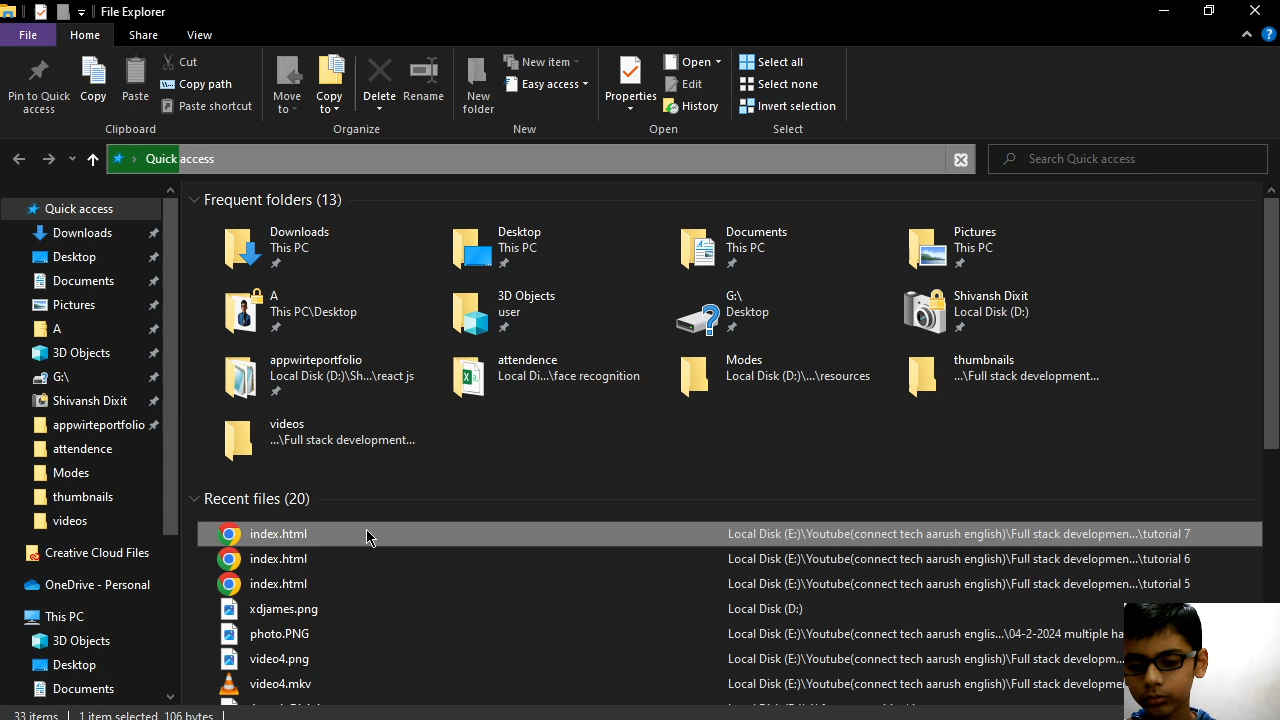 File Explorer
File Home Share View
Pin to Quick access
Copy
Paste
Cut
Copy path
Paste shortcut
Clipboard
Move to
Copy to
Delete
Rename
Organize
New folder
New item
Easy access
New
Properties
Open
Edit
History
Open
Select all
Select none
Invert selection
Select
Quick access
Search Quick access
Quick access
Downloads
Desktop
Documents
Pictures
A
3D Objects
G:\
Shivansh Dixit
appwirteportfolio
attendence
Modes
thumbnails
videos
Creative Cloud Files
OneDrive - Personal
This PC
3D Objects
Desktop
Documents
Frequent folders (13)
Downloads
This PC
Desktop
This PC
Documents
This PC
Pictures
This PC
A
This PC\Desktop
3D Objects
user
G:\
Desktop
Shivansh Dixit
Local Disk (D:)
appwirteportfolio
Local Disk (D:)\Sh...\react js
attendence
Local Di...\face recognition
Modes
Local Disk (D:)\...\resources
thumbnails
...\Full stack development...
videos
...\Full stack development...
Recent files (20)
index.html Local Disk (E:)\Youtube(connect tech aarush english)\Full stack developmen...\tutorial 7
index.html Local Disk (E:)\Youtube(connect tech aarush english)\Full stack developmen...\tutorial 6
index.html Local Disk (E:)\Youtube(connect tech aarush english)\Full stack developmen...\tutorial 5
xdjames.png Local Disk (D:)
photo.PNG Local Disk (E:)\Youtube(connect tech aarush englis...\04-2-2024 multiple ha
video4.png Local Disk (E:)\Youtube(connect tech aarush english)\Full stack developm...
video4.mkv Local Disk (E:)\Youtube(connect tech aarush english)\Full stack developme
33 items 1 item selected 106 bytes